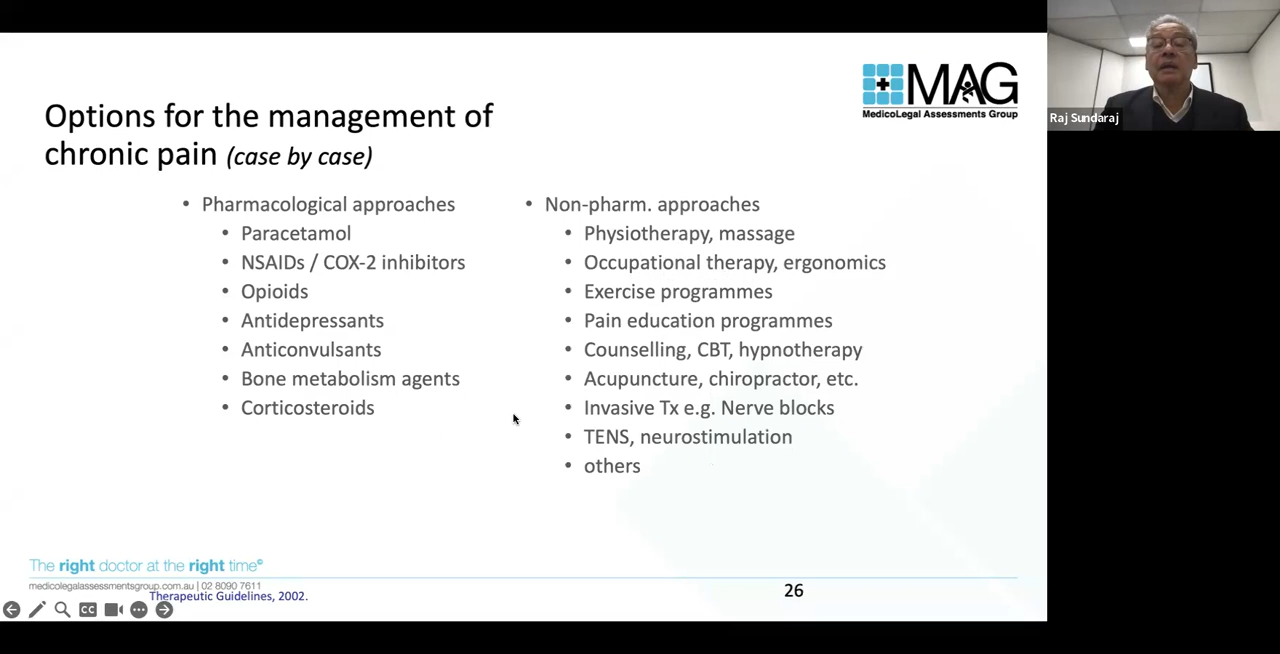 MAG
MedicoLegal Assessments Group
Raj Sundaraj
Options for the management of
chronic pain (case by case)
• Pharmacological approaches
• Paracetamol
• NSAIDs / COX-2 inhibitors
• Opioids
• Antidepressants
• Anticonvulsants
• Bone metabolism agents
• Corticosteroids
• Non-pharm. approaches
• Physiotherapy, massage
• Occupational therapy, ergonomics
• Exercise programmes
• Pain education programmes
• Counselling, CBT, hypnotherapy
• Acupuncture, chiropractor, etc.
• Invasive Tx e.g. Nerve blocks
• TENS, neurostimulation
• others
The right doctor at the right time©
medicolegalassessmentsgroup.com.au | 02 8090 7611
Therapeutic Guidelines, 2002.
26
CC